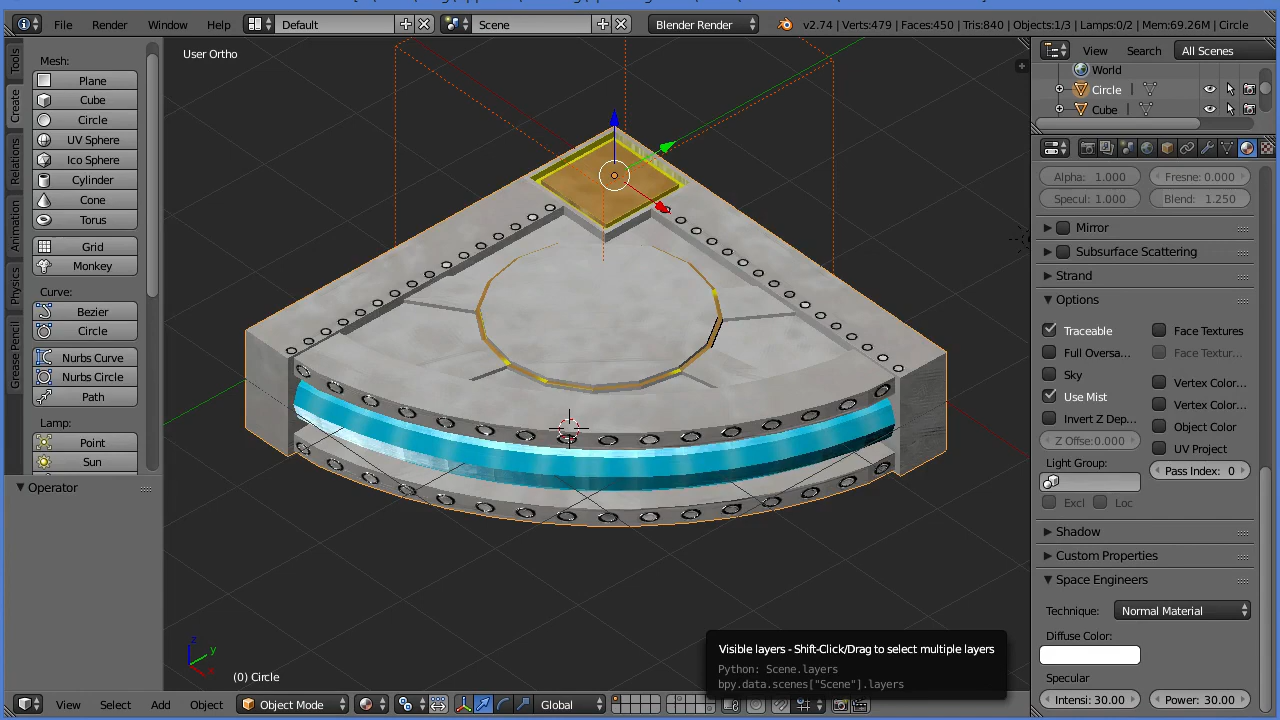 File Render Window Help Default Scene Blender Render v2.74 | Verts:479 | Faces:450 | Tris:840 | Objects:1/3 | Lamps:0/2 | Mem:69.26M | Circle
Tools
Create
Relations
Animation
Physics
Grease Pencil
Mesh:
Plane
Cube
Circle
UV Sphere
Ico Sphere
Cylinder
Cone
Torus
Grid
Monkey
Curve:
Bezier
Circle
Nurbs Curve
Nurbs Circle
Path
Lamp:
Point
Sun
Operator
User Ortho
z
y
x
(0) Circle
Visible layers - Shift-Click/Drag to select multiple layers
Python: Scene.layers
bpy.data.scenes["Scene"].layers
View Select Add Object Object Mode Global
View Search All Scenes
World
Circle
Cube
Alpha: 1.000 Fresne: 0.000
Specul: 1.000 Blend: 1.250
Mirror
Subsurface Scattering
Strand
Options
Traceable Face Textures
Full Oversa... Face Textur...
Sky Vertex Color...
Use Mist Vertex Color...
Invert Z Dep... Object Color
Z Offse:0.000 UV Project
Light Group: Pass Index: 0
Excl Loc
Shadow
Custom Properties
Space Engineers
Technique: Normal Material
Diffuse Color:
Specular
Intensi: 30.00 Power: 30.00